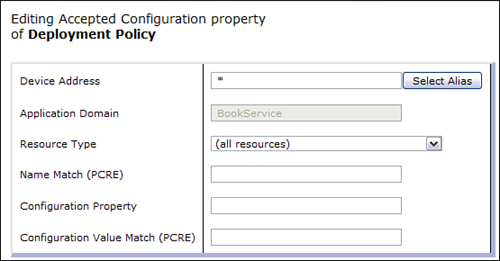 Editing Accepted Configuration property
of Deployment Policy
Device Address * Select Alias
Application Domain BookService
Resource Type (all resources)
Name Match (PCRE)
Configuration Property
Configuration Value Match (PCRE)